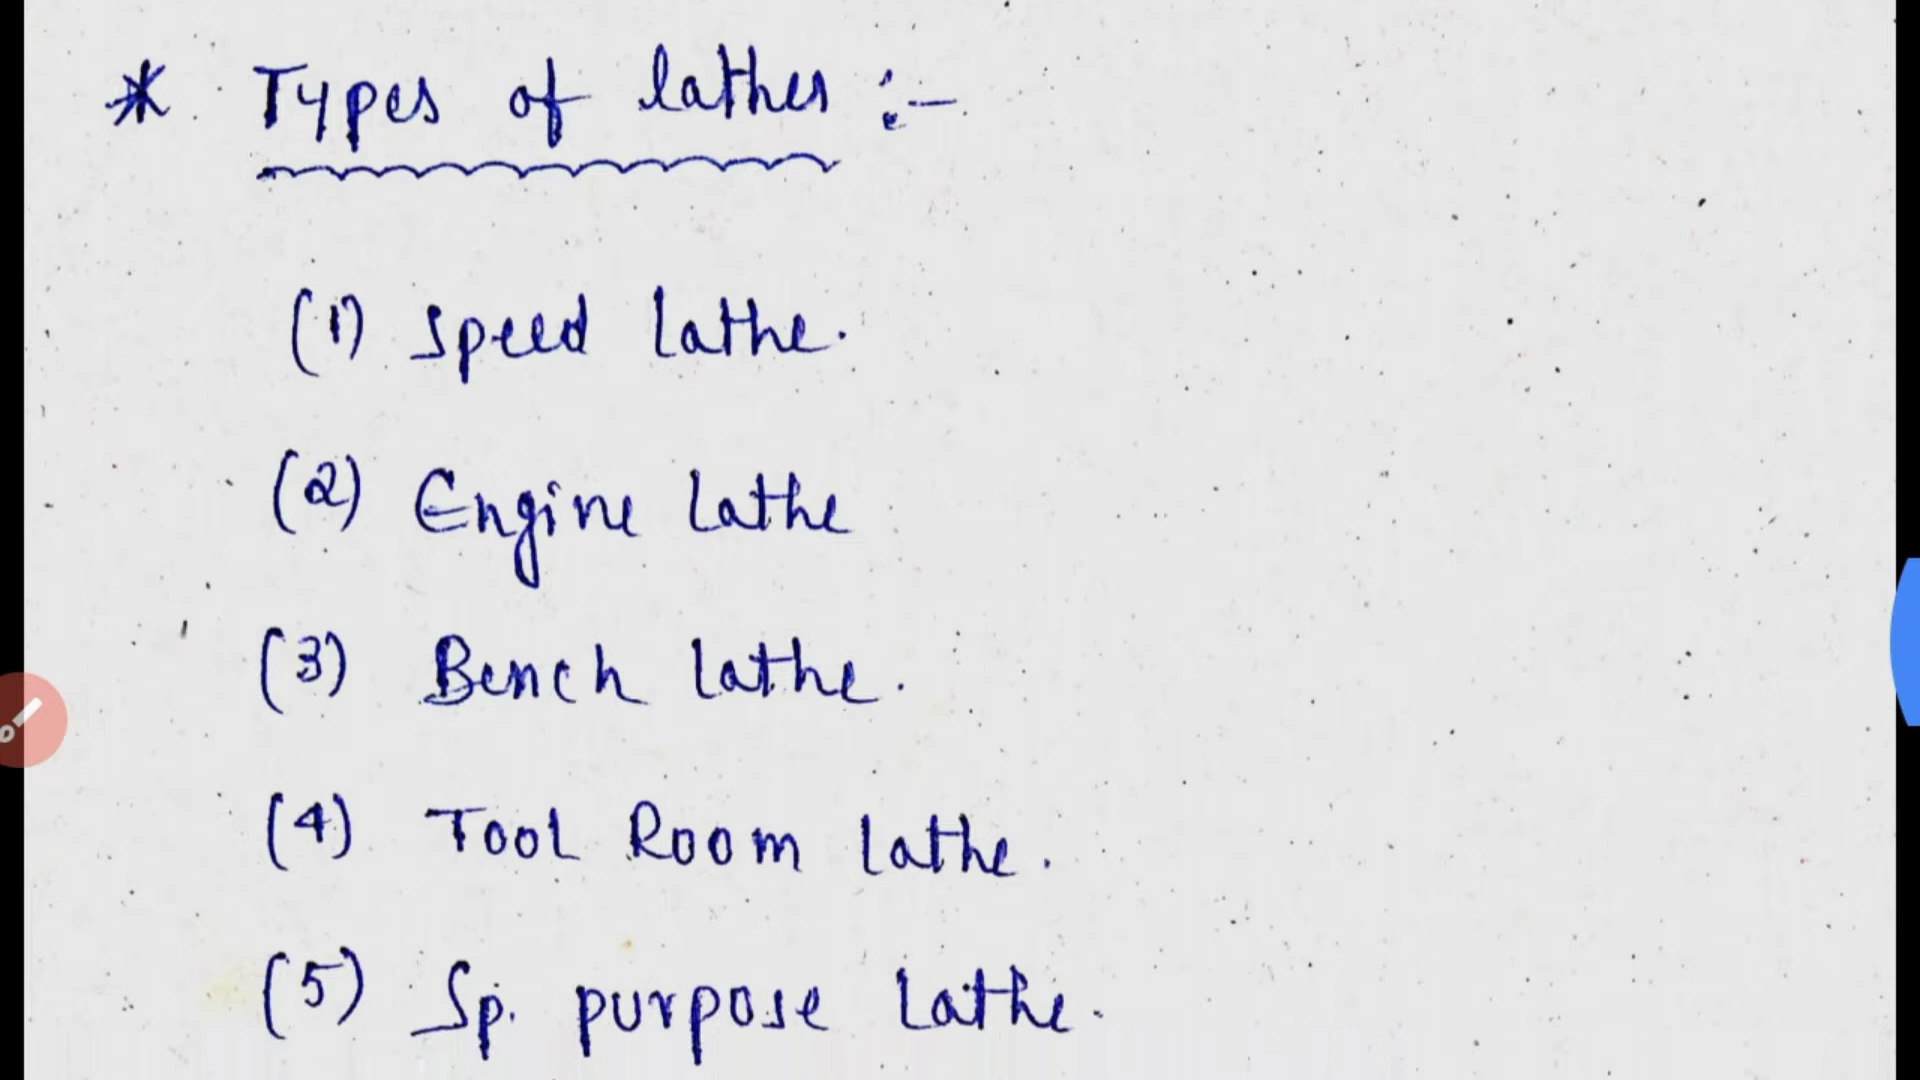 * Types of lathes :-
(1) Speed lathe.
(2) Engine Lathe
(3) Bench lathe.
(4) Tool Room lathe.
(5) Sp. purpose Lathe.